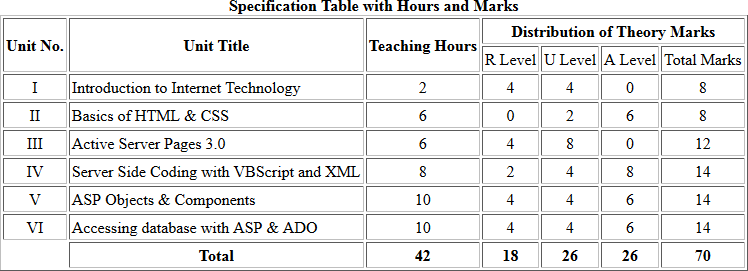 Specification Table with Hours and Marks
Unit No. Unit Title Teaching Hours Distribution of Theory Marks
R Level U Level A Level Total Marks
I Introduction to Internet Technology 2 4 4 0 8
II Basics of HTML & CSS 6 0 2 6 8
III Active Server Pages 3.0 6 4 8 0 12
IV Server Side Coding with VBScript and XML 8 2 4 8 14
V ASP Objects & Components 10 4 4 6 14
VI Accessing database with ASP & ADO 10 4 4 6 14
Total 42 18 26 26 70